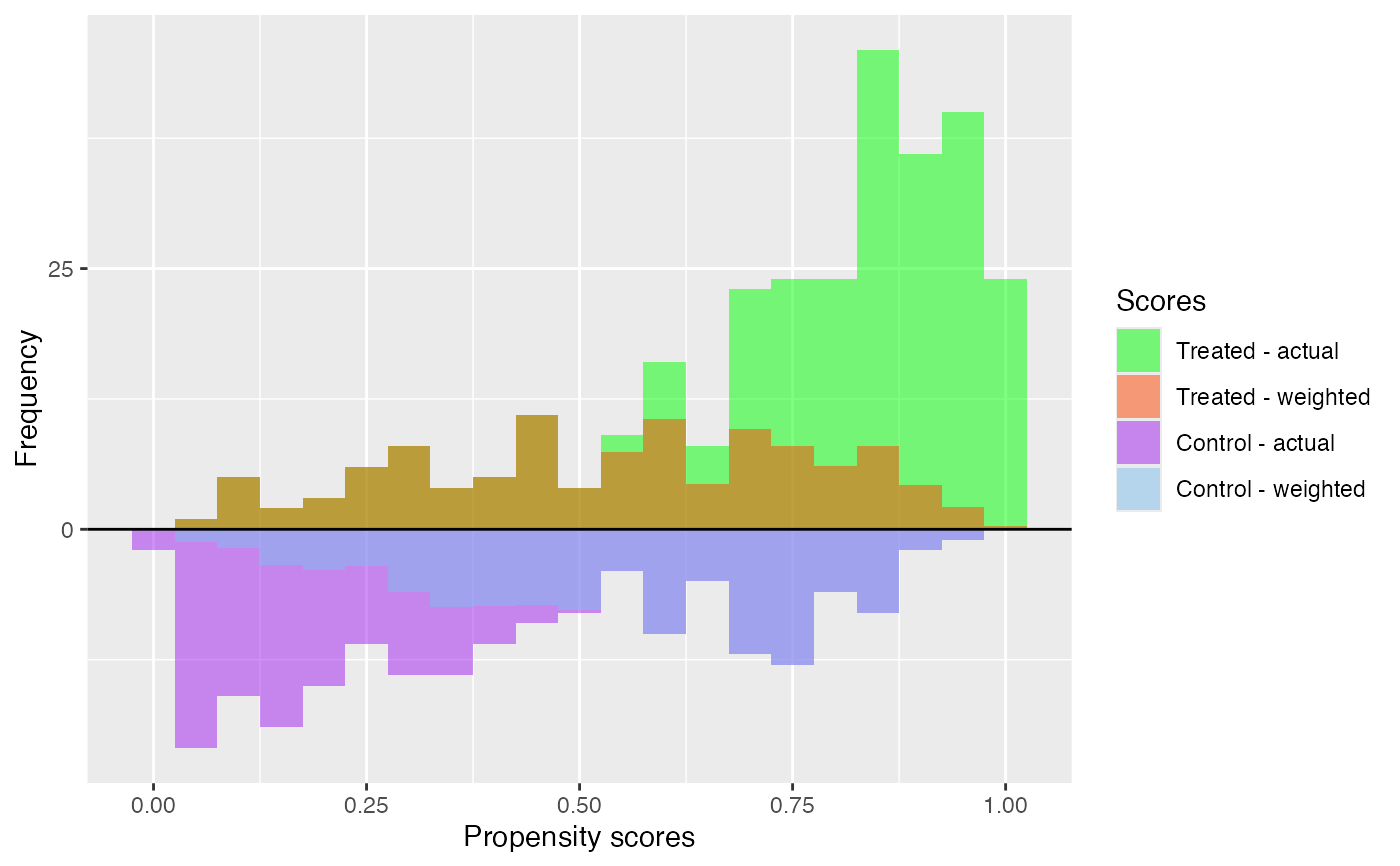 Frequency
25
0
0.00 0.25 0.50 0.75 1.00
Propensity scores
Scores
Treated - actual
Treated - weighted
Control - actual
Control - weighted